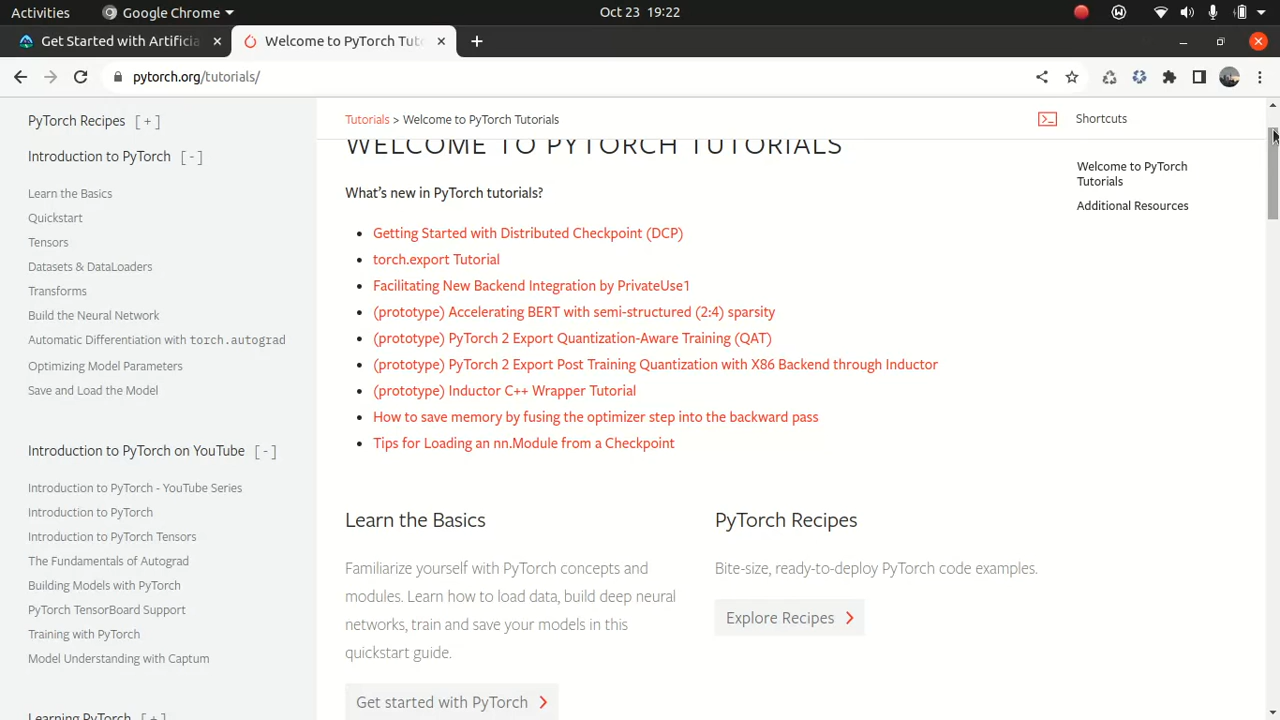 Activities
Google Chrome
Oct 23 19:22
Get Started with Artificia
Welcome to PyTorch Tut
pytorch.org/tutorials/
PyTorch Recipes [ + ]
Introduction to PyTorch [ - ]
Learn the Basics
Quickstart
Tensors
Datasets & DataLoaders
Transforms
Build the Neural Network
Automatic Differentiation with torch.autograd
Optimizing Model Parameters
Save and Load the Model
Introduction to PyTorch on YouTube [ - ]
Introduction to PyTorch - YouTube Series
Introduction to PyTorch
Introduction to PyTorch Tensors
The Fundamentals of Autograd
Building Models with PyTorch
PyTorch TensorBoard Support
Training with PyTorch
Model Understanding with Captum
Learning PyTorch [ + ]
Tutorials > Welcome to PyTorch Tutorials
WELCOME TO PYTORCH TUTORIALS
What's new in PyTorch tutorials?
• Getting Started with Distributed Checkpoint (DCP)
• torch.export Tutorial
• Facilitating New Backend Integration by PrivateUse1
• (prototype) Accelerating BERT with semi-structured (2:4) sparsity
• (prototype) PyTorch 2 Export Quantization-Aware Training (QAT)
• (prototype) PyTorch 2 Export Post Training Quantization with X86 Backend through Inductor
• (prototype) Inductor C++ Wrapper Tutorial
• How to save memory by fusing the optimizer step into the backward pass
• Tips for Loading an nn.Module from a Checkpoint
Learn the Basics
Familiarize yourself with PyTorch concepts and
modules. Learn how to load data, build deep neural
networks, train and save your models in this
quickstart guide.
Get started with PyTorch
PyTorch Recipes
Bite-size, ready-to-deploy PyTorch code examples.
Explore Recipes
Shortcuts
Welcome to PyTorch
Tutorials
Additional Resources